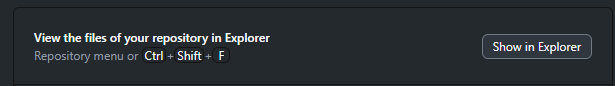 View the files of your repository in Explorer
Repository menu or Ctrl + Shift + F
Show in Explorer